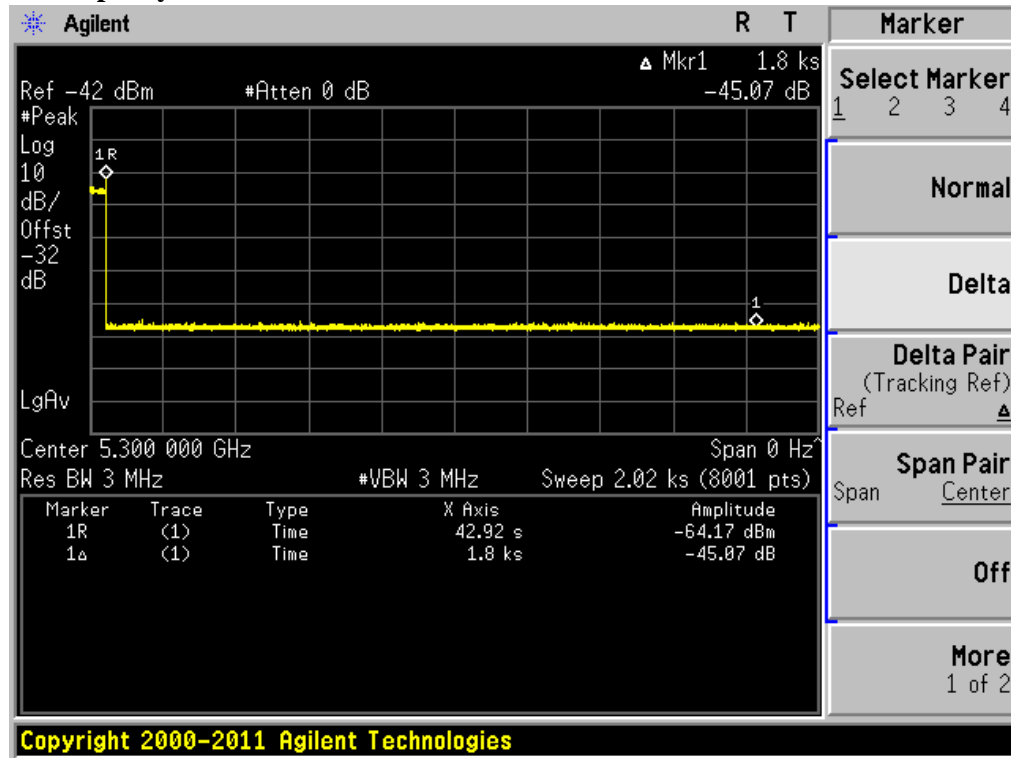 Agilent R T
Δ Mkr1 1.8 ks
Ref -42 dBm #Atten 0 dB -45.07 dB
#Peak
Log
10
dB/
Offst
-32
dB
1R
1
LgAv
Center 5.300 000 GHz Span 0 Hz^
Res BW 3 MHz #VBW 3 MHz Sweep 2.02 ks (8001 pts)
Marker Trace Type X Axis Amplitude
1R (1) Time 42.92 s -64.17 dBm
1Δ (1) Time 1.8 ks -45.07 dB
Marker
Select Marker
1 2 3 4
Normal
Delta
Delta Pair
(Tracking Ref)
Ref Δ
Span Pair
Span Center
Off
More
1 of 2
Copyright 2000-2011 Agilent Technologies